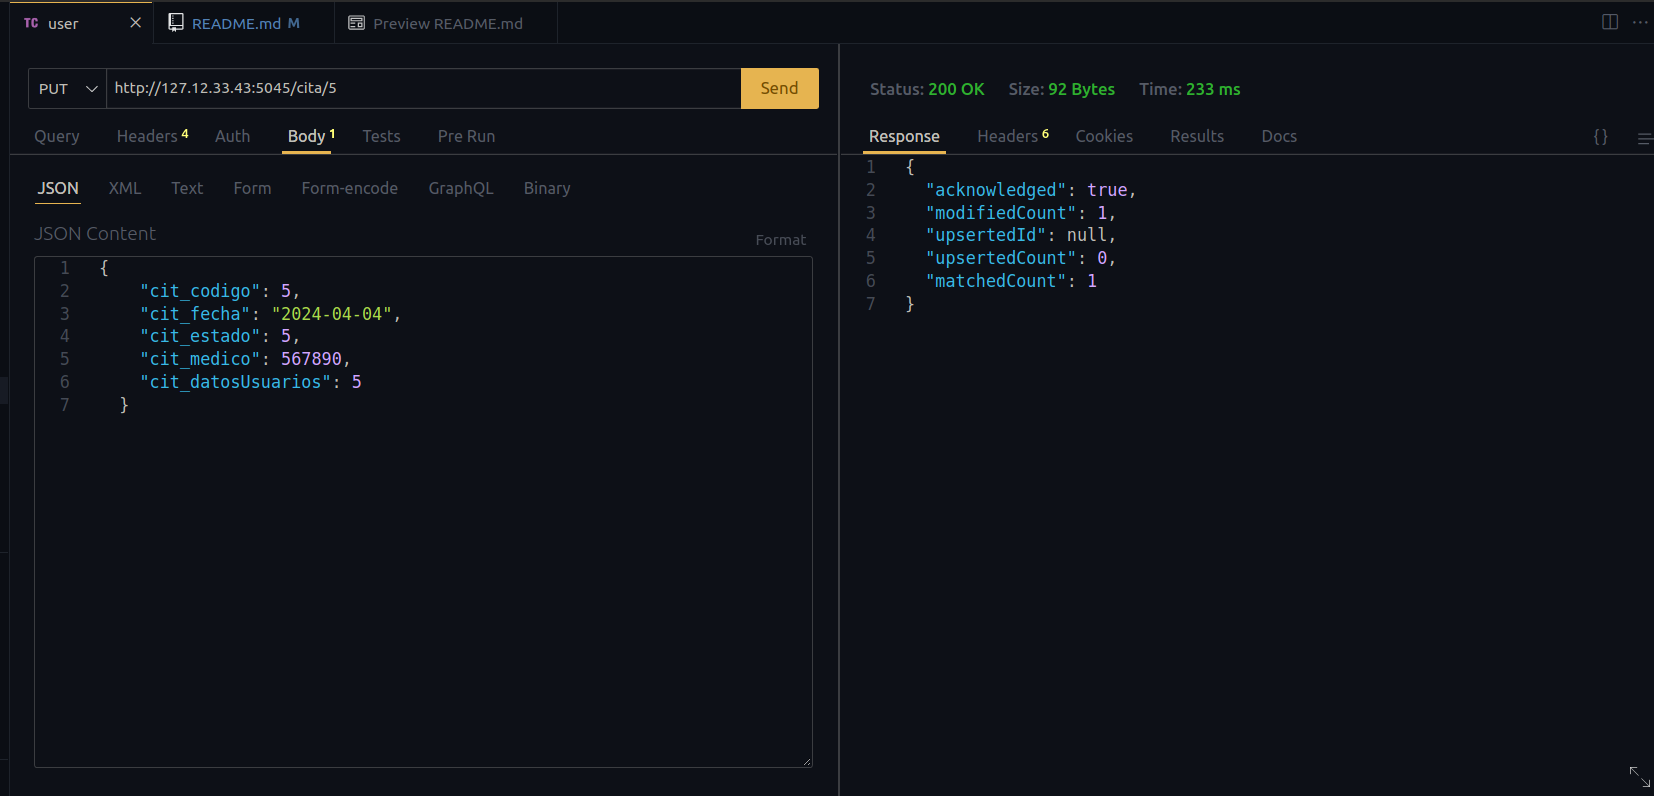 TC user README.md M Preview README.md
PUT http://127.12.33.43:5045/cita/5 Send
Query Headers 4 Auth Body 1 Tests Pre Run
JSON XML Text Form Form-encode GraphQL Binary
JSON Content
Format
1 {
2 "cit_codigo": 5,
3 "cit_fecha": "2024-04-04",
4 "cit_estado": 5,
5 "cit_medico": 567890,
6 "cit_datosUsuarios": 5
7 }
Status: 200 OK Size: 92 Bytes Time: 233 ms
Response Headers 6 Cookies Results Docs {}
1 {
2 "acknowledged": true,
3 "modifiedCount": 1,
4 "upsertedId": null,
5 "upsertedCount": 0,
6 "matchedCount": 1
7 }